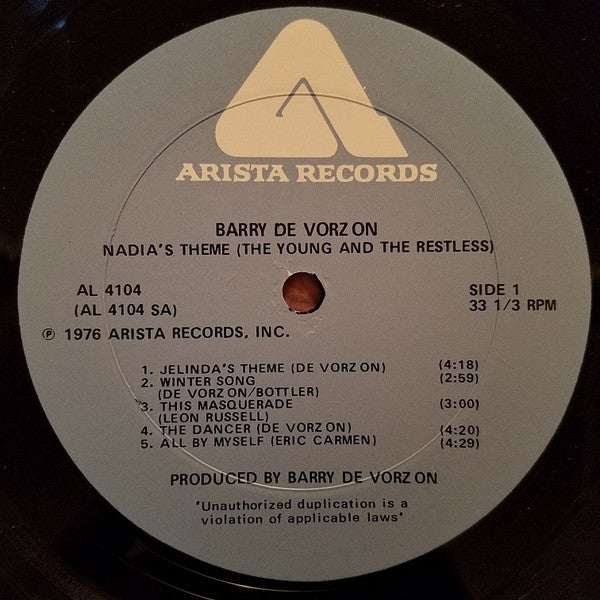 ARISTA RECORDS
BARRY DE VORZON
NADIA'S THEME (THE YOUNG AND THE RESTLESS)
AL 4104
(AL 4104 SA)
SIDE 1
33 1/3 RPM
℗ 1976 ARISTA RECORDS, INC.
1. JELINDA'S THEME (DE VORZON) (4:18)
2. WINTER SONG (2:59)
(DE VORZON/BOTTLER)
3. THIS MASQUERADE (3:00)
(LEON RUSSELL)
4. THE DANCER (DE VORZON) (4:20)
5. ALL BY MYSELF (ERIC CARMEN) (4:29)
PRODUCED BY BARRY DE VORZON
"Unauthorized duplication is a
violation of applicable laws"